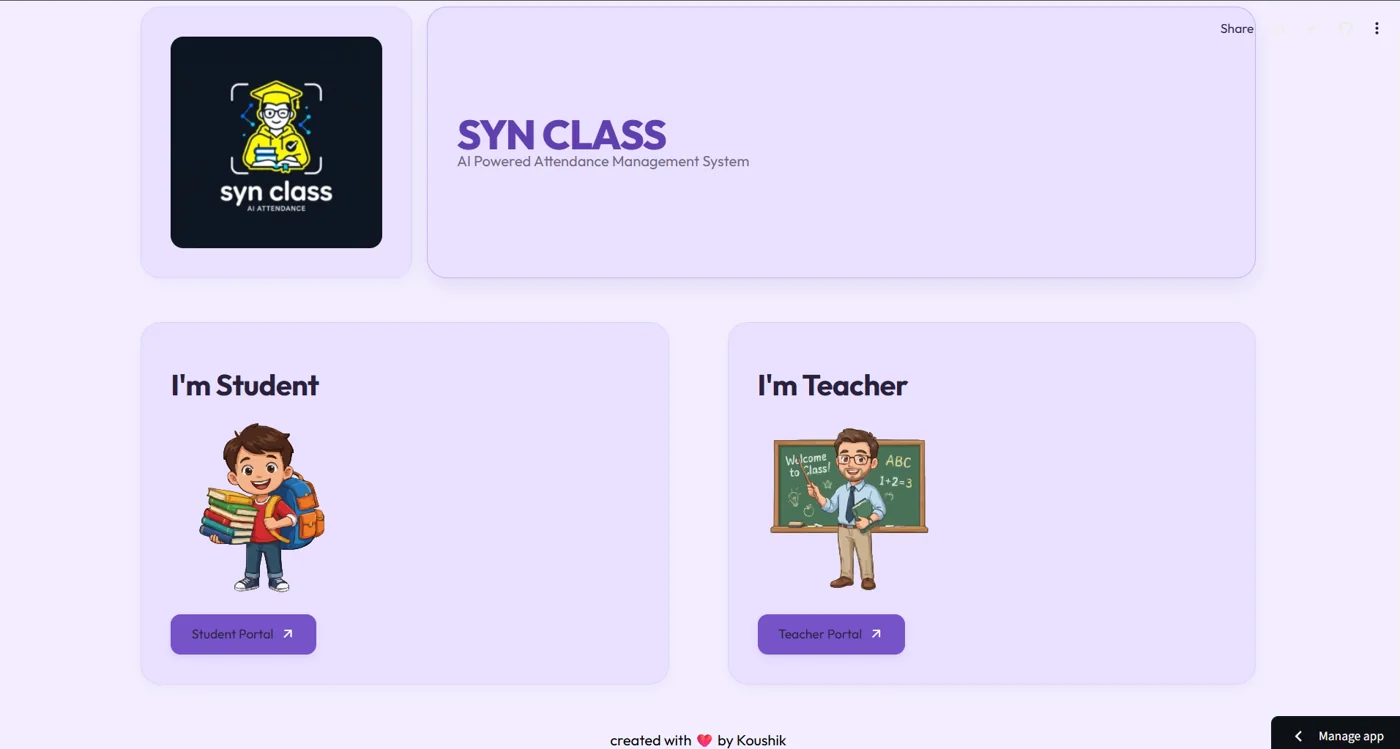 Share
syn class
AI ATTENDANCE
SYN CLASS
AI Powered Attendance Management System
I'm Student
Student Portal
I'm Teacher
Welcome
to Class!
ABC
1+2=3
Teacher Portal
created with ❤️ by Koushik
Manage app